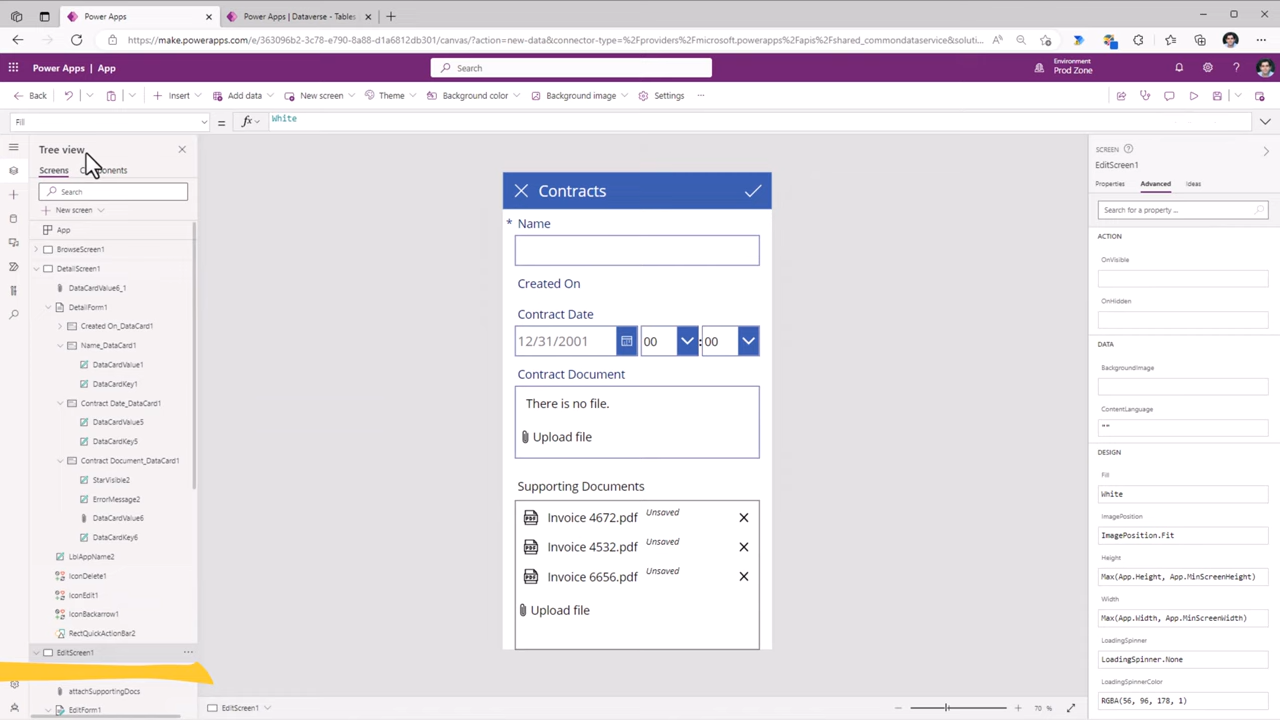 Power Apps
Power Apps | Dataverse - Tables
https://make.powerapps.com/e/363096b2-3c78-e790-8a88-d1a6812db301/canvas/?action=new-data&connector-type=%2Fproviders%2Fmicrosoft.powerapps%2Fapis%2Fshared_commondataservice&soluti...
Power Apps | App
Search
Environment
Prod Zone
Back
Insert
Add data
New screen
Theme
Background color
Background image
Settings
Fill
=
fx
White
Tree view
Screens
Search
New screen
App
BrowseScreen1
DetailScreen1
DataCardValue6_1
DetailForm1
Created On_DataCard1
Name_DataCard1
DataCardValue1
DataCardKey1
Contract Date_DataCard1
DataCardValue5
DataCardKey5
Contract Document_DataCard1
StarVisible2
ErrorMessage2
DataCardValue6
DataCardKey6
LblAppName2
IconDelete1
IconEdit1
IconBackarrow1
RectQuickActionBar2
EditScreen1
attachSupportingDocs
EditForm1
Contracts
* Name
Created On
Contract Date
12/31/2001 00 : 00
Contract Document
There is no file.
Upload file
Supporting Documents
Invoice 4672.pdf Unsaved
Invoice 4532.pdf Unsaved
Invoice 6656.pdf Unsaved
Upload file
EditScreen1
70 %
SCREEN
EditScreen1
Properties Advanced Ideas
Search for a property ...
ACTION
OnVisible
OnHidden
DATA
BackgroundImage
ContentLanguage
""
DESIGN
Fill
White
ImagePosition
ImagePosition.Fit
Height
Max(App.Height, App.MinScreenHeight)
Width
Max(App.Width, App.MinScreenWidth)
LoadingSpinner
LoadingSpinner.None
LoadingSpinnerColor
RGBA(56, 96, 178, 1)